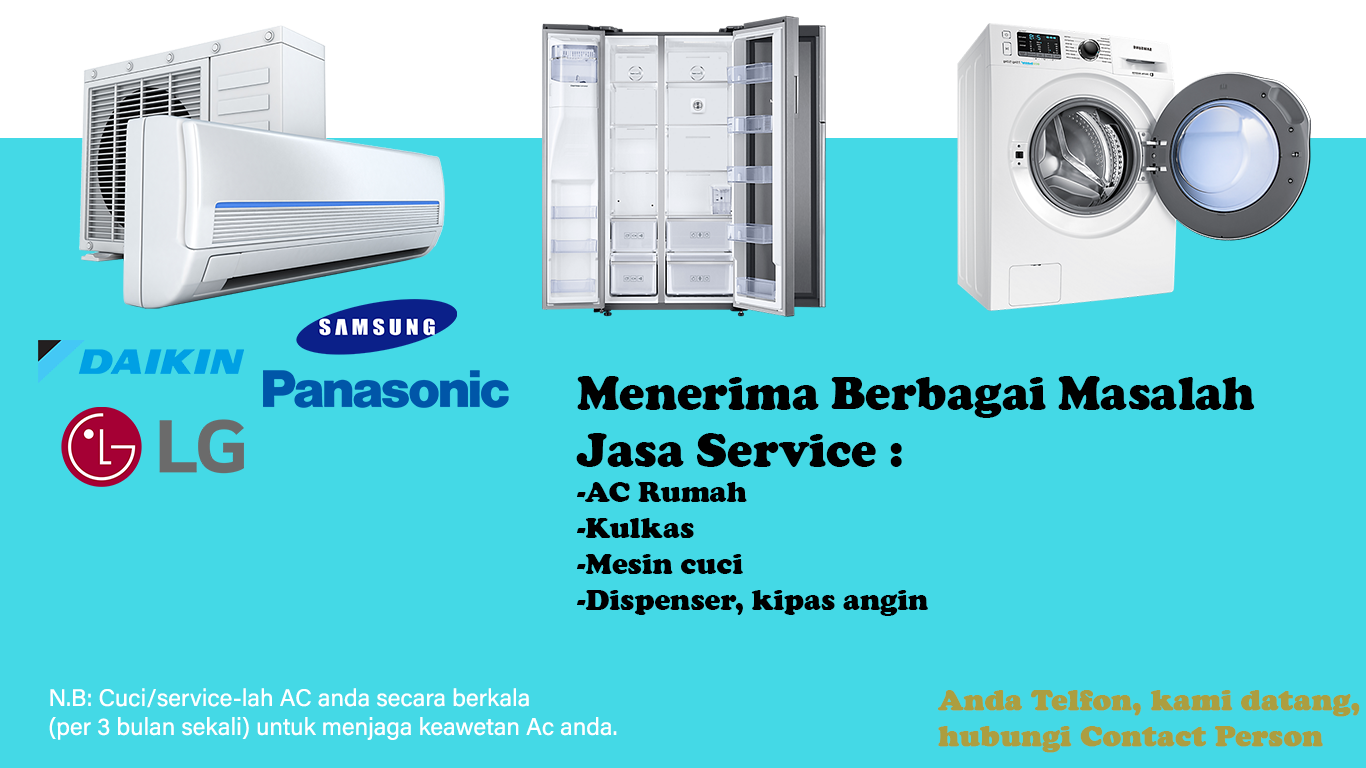 SAMSUNG
DAIKIN
Panasonic
LG
Menerima Berbagai Masalah
Jasa Service :
-AC Rumah
-Kulkas
-Mesin cuci
-Dispenser, kipas angin
N.B: Cuci/service-lah AC anda secara berkala
(per 3 bulan sekali) untuk menjaga keawetan Ac anda.
Anda Telfon, kami datang,
hubungi Contact Person